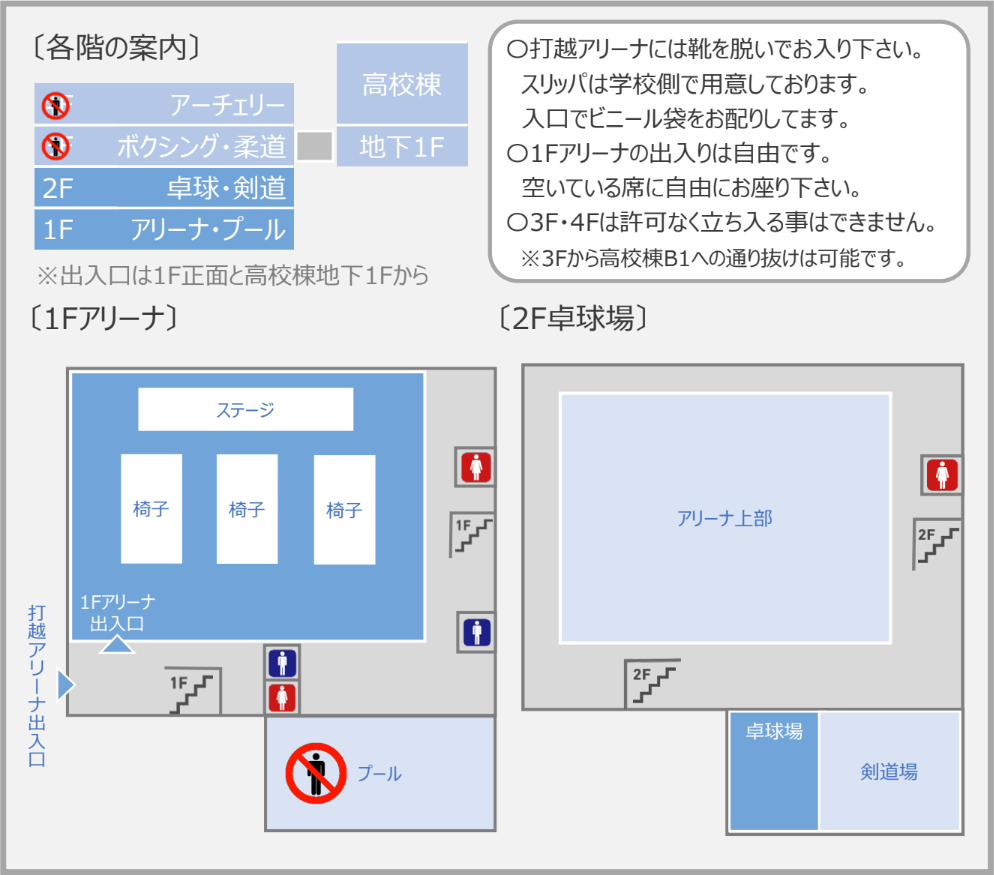 〔各階の案内〕
高校棟
アーチェリー
ボクシング・柔道
地下1F
2F 卓球・剣道
1F アリーナ・プール
※出入口は1F正面と高校棟地下1Fから
○打越アリーナには靴を脱いでお入り下さい。
スリッパは学校側で用意しております。
入口でビニール袋をお配りしてます。
○1Fアリーナの出入りは自由です。
空いている席に自由にお座り下さい。
○3F・4Fは許可なく立ち入る事はできません。
※3Fから高校棟B1への通り抜けは可能です。
〔1Fアリーナ〕
ステージ
椅子
椅子
椅子
1F
1Fアリーナ
出入口
打越アリーナ出入口
1F
プール
〔2F卓球場〕
アリーナ上部
2F
2F
卓球場
剣道場